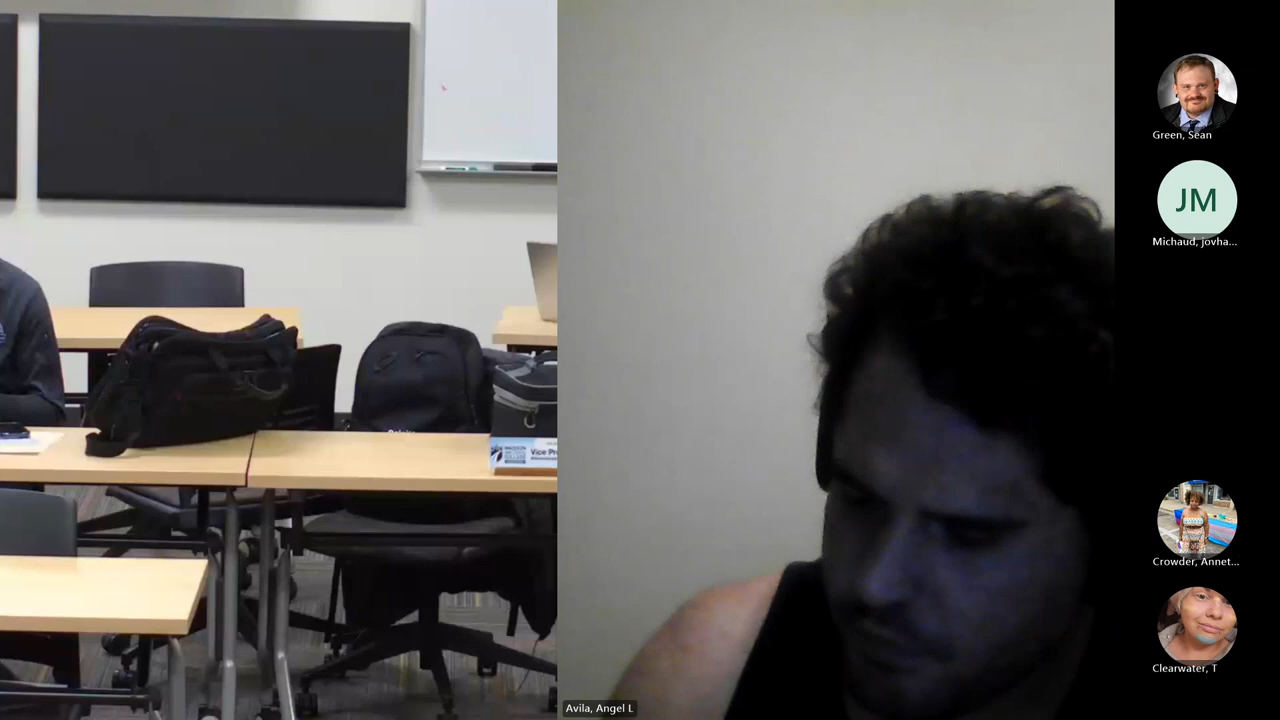 Green, Sean
JM
Michaud, jovha...
Vice Pr
Avila, Angel L
Crowder, Annet...
Clearwater, T